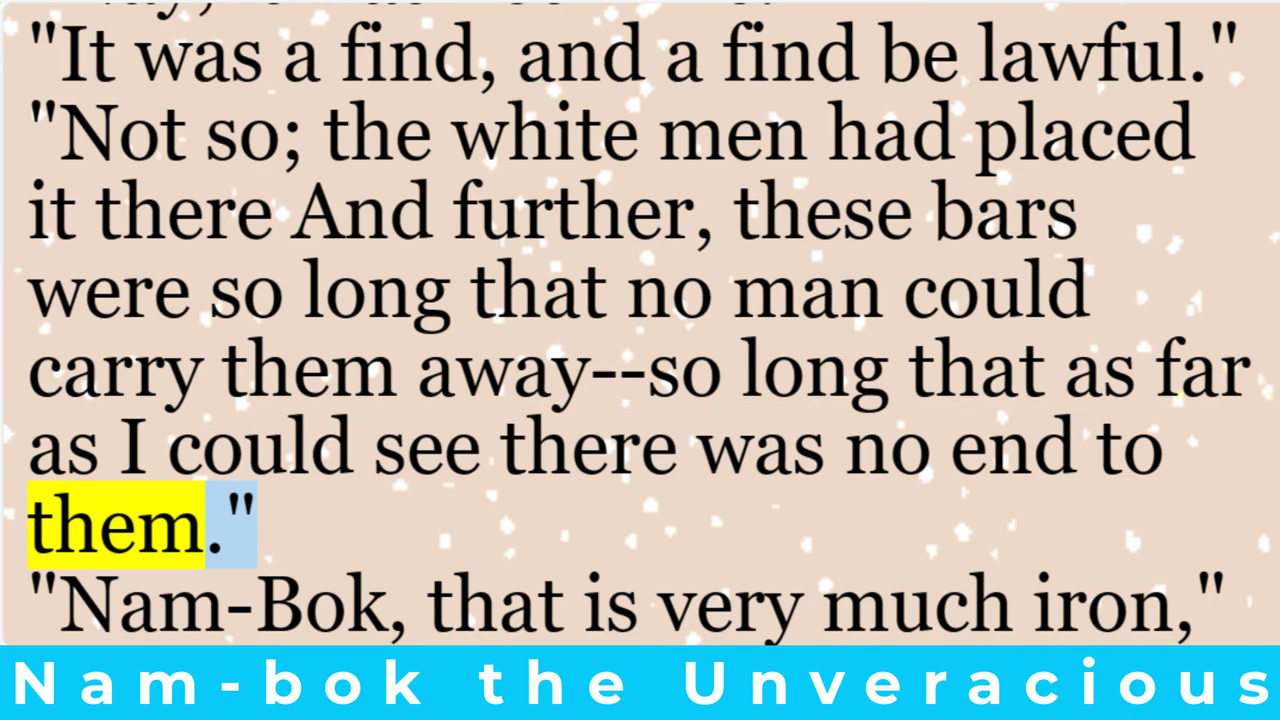 "It was a find, and a find be lawful."
"Not so; the white men had placed
it there And further, these bars
were so long that no man could
carry them away--so long that as far
as I could see there was no end to
them."
"Nam-Bok, that is very much iron,"
Nam-bok the Unveracious